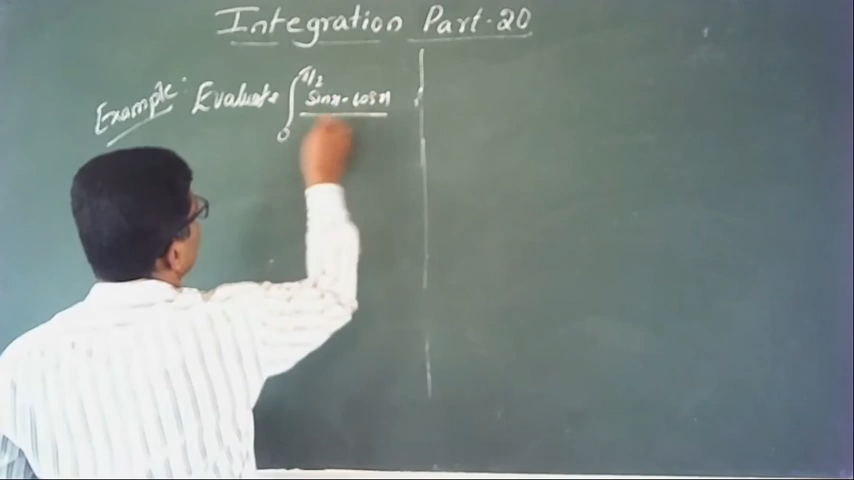 Integration Part-20
Example: Evaluate ∫₀^π/2 sinx - cosx